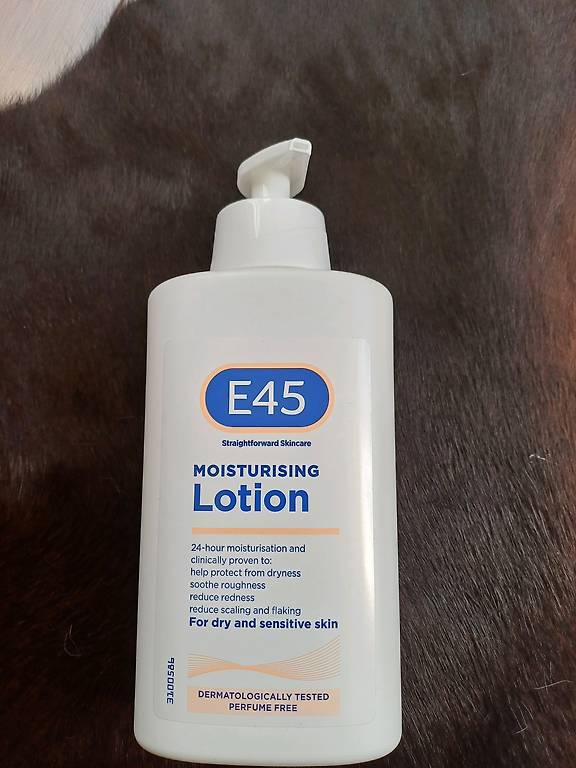 E45
Straightforward Skincare
MOISTURISING
Lotion
24-hour moisturisation and
clinically proven to:
help protect from dryness
soothe roughness
reduce redness
reduce scaling and flaking
For dry and sensitive skin
3100586
DERMATOLOGICALLY TESTED
PERFUME FREE